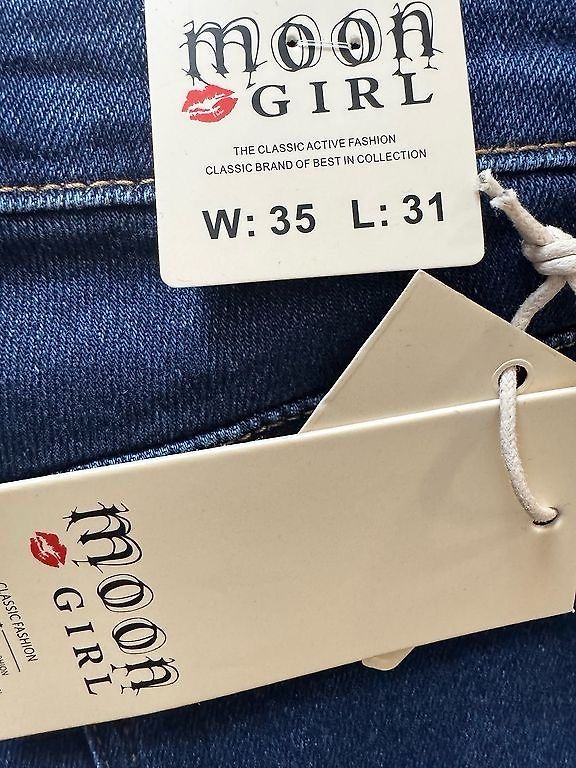 moon
GIRL
THE CLASSIC ACTIVE FASHION
CLASSIC BRAND OF BEST IN COLLECTION
W: 35 L: 31
moon
GIRL
CLASSIC FASHION